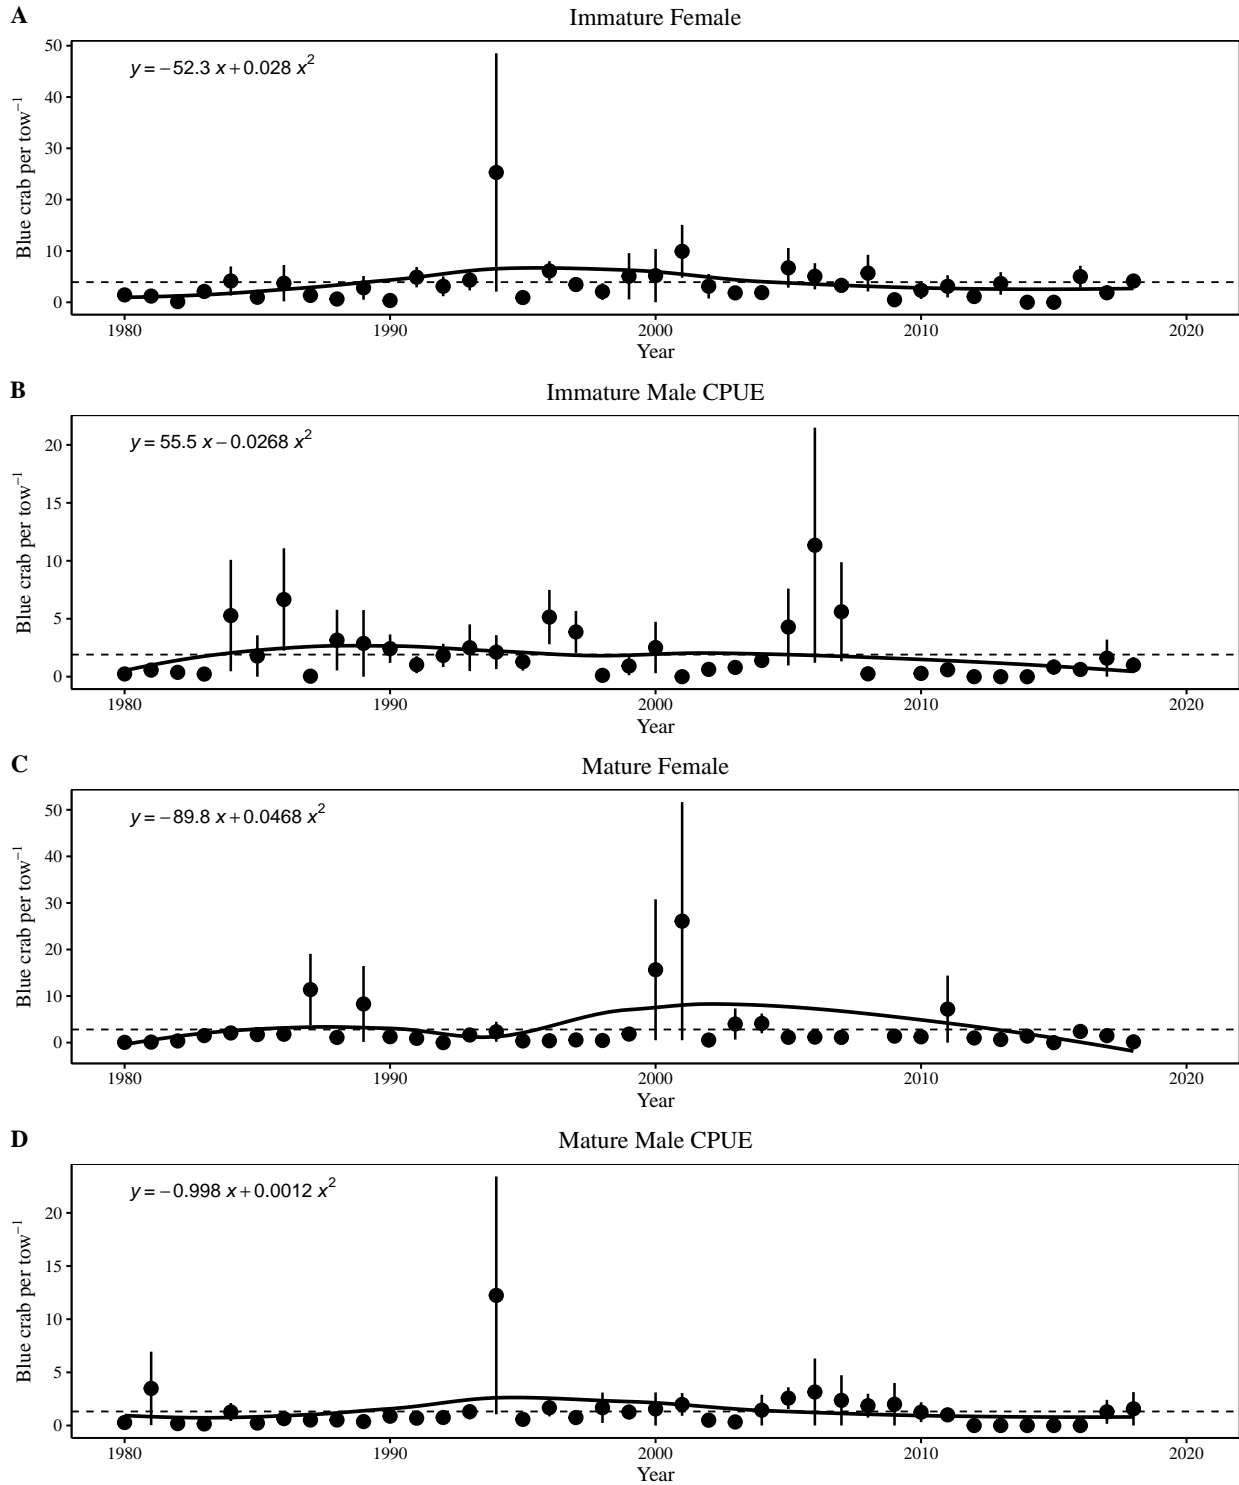 A
Immature Female
y = −52.3 x + 0.028 x²
Blue crab per tow⁻¹
50
40
30
20
10
0
1980 1990 2000 2010 2020
Year
B
Immature Male CPUE
y = 55.5 x − 0.0268 x²
Blue crab per tow⁻¹
20
15
10
5
0
1980 1990 2000 2010 2020
Year
C
Mature Female
y = −89.8 x + 0.0468 x²
Blue crab per tow⁻¹
50
40
30
20
10
0
1980 1990 2000 2010 2020
Year
D
Mature Male CPUE
y = −0.998 x + 0.0012 x²
Blue crab per tow⁻¹
20
15
10
5
0
1980 1990 2000 2010 2020
Year